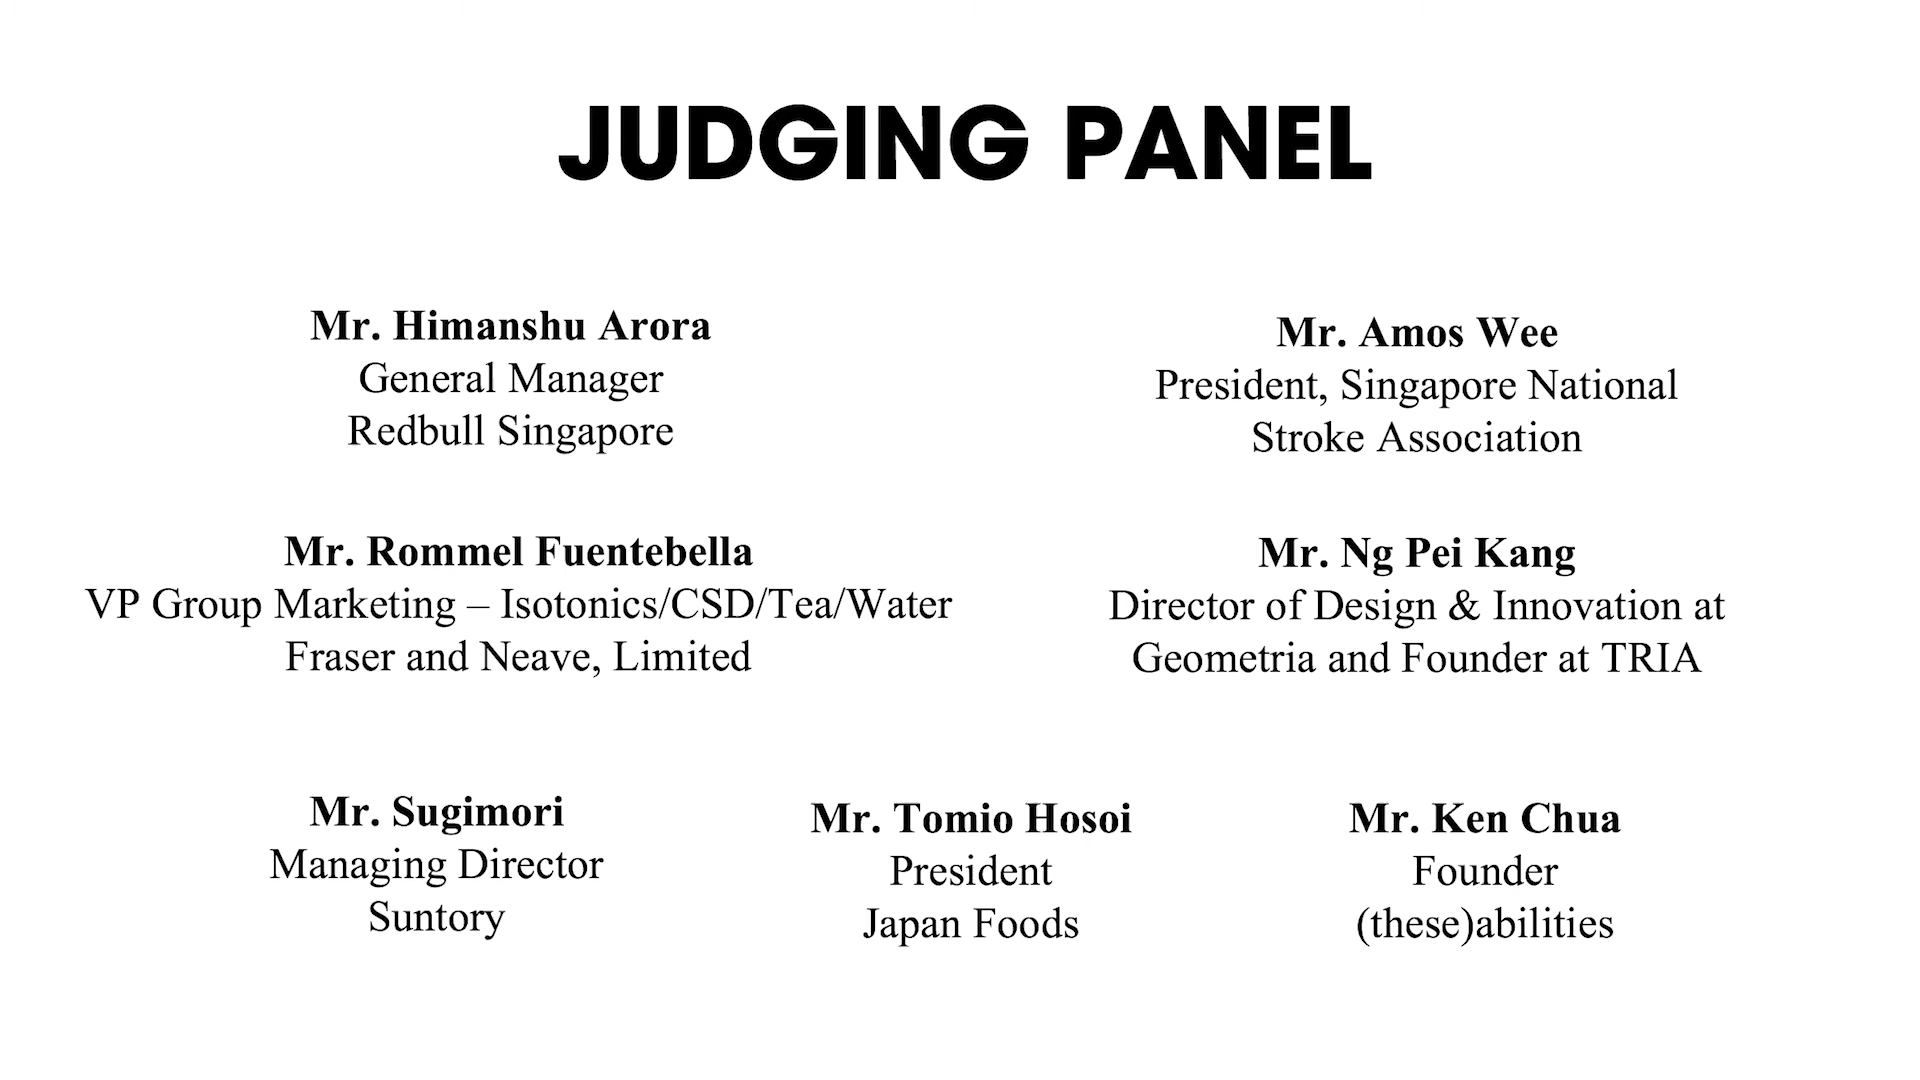 JUDGING PANEL
Mr. Himanshu Arora
General Manager
Redbull Singapore
Mr. Amos Wee
President, Singapore National
Stroke Association
Mr. Rommel Fuentebella
VP Group Marketing – Isotonics/CSD/Tea/Water
Fraser and Neave, Limited
Mr. Ng Pei Kang
Director of Design & Innovation at
Geometria and Founder at TRIA
Mr. Sugimori
Managing Director
Suntory
Mr. Tomio Hosoi
President
Japan Foods
Mr. Ken Chua
Founder
(these)abilities